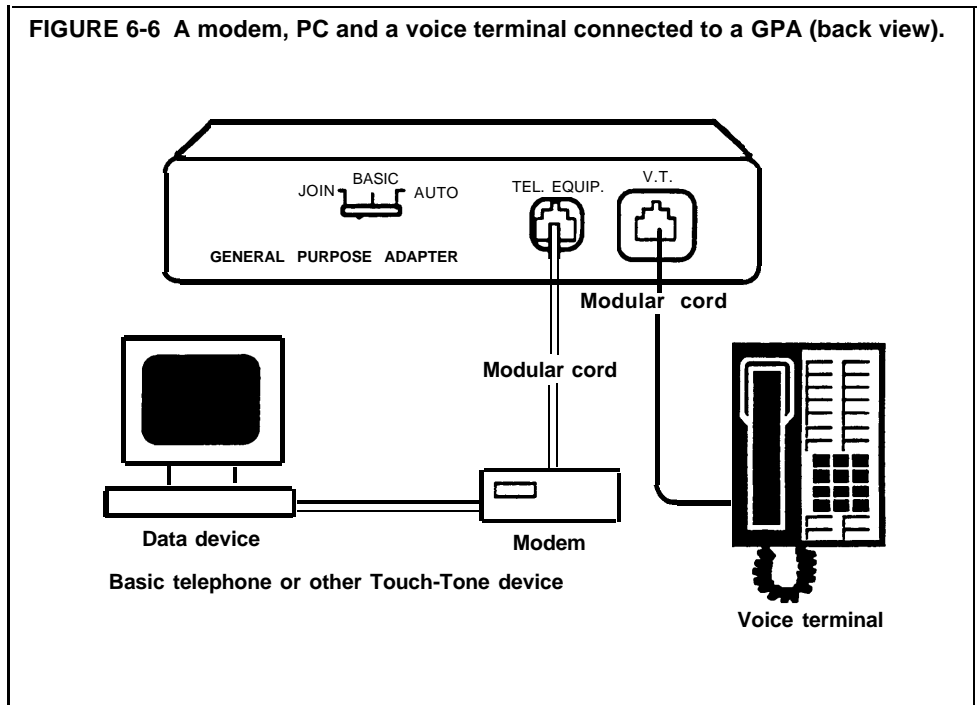 FIGURE 6-6 A modem, PC and a voice terminal connected to a GPA (back view).
JOIN BASIC AUTO
TEL. EQUIP.
V.T.
GENERAL PURPOSE ADAPTER
Modular cord
Modular cord
Data device
Modem
Basic telephone or other Touch-Tone device
Voice terminal